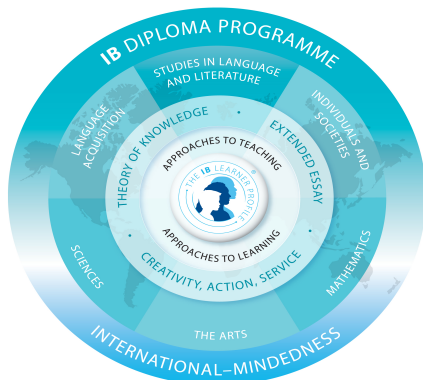 IB DIPLOMA PROGRAMME
STUDIES IN LANGUAGE
AND LITERATURE
LANGUAGE
ACQUISITION
INDIVIDUALS AND
SOCIETIES
THEORY OF KNOWLEDGE
EXTENDED ESSAY
APPROACHES TO TEACHING
THE IB LEARNER PROFILE
®
APPROACHES TO LEARNING
CREATIVITY, ACTION, SERVICE
SCIENCES
MATHEMATICS
THE ARTS
INTERNATIONAL–MINDEDNESS